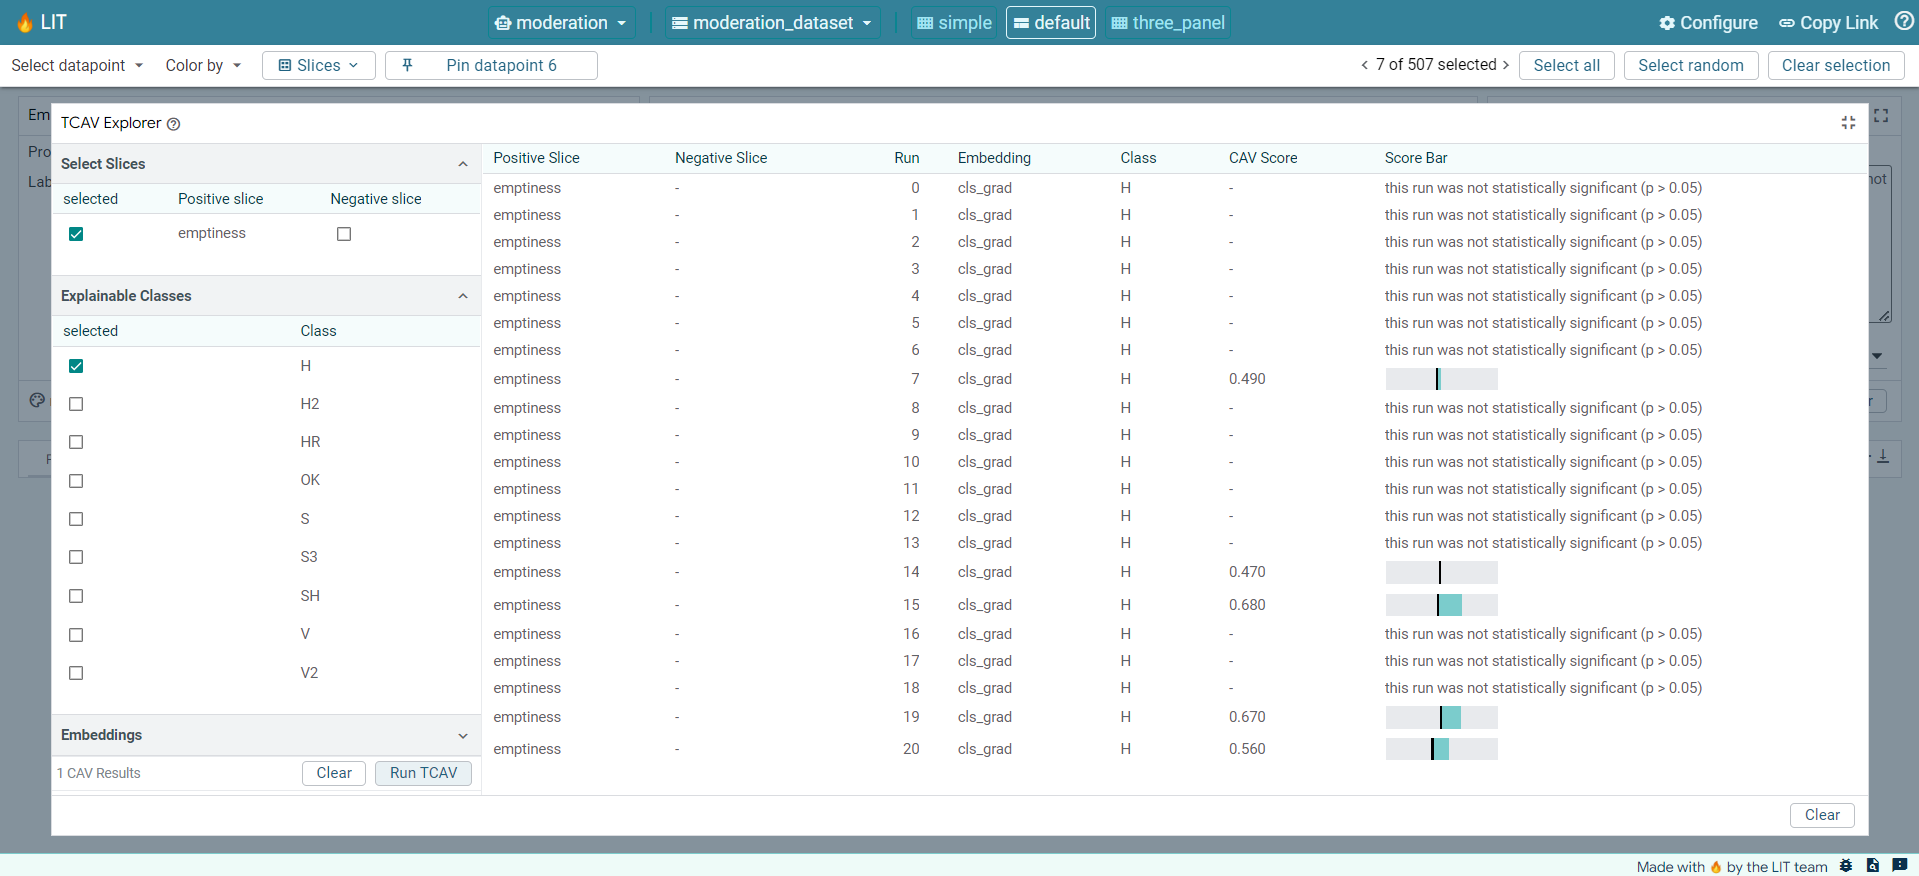 LIT
moderation
moderation_dataset
simple
default
three_panel
Configure
Copy Link
Select datapoint
Color by
Slices
Pin datapoint 6
7 of 507 selected
Select all
Select random
Clear selection
Em
Pro
Lab
not
TCAV Explorer
Select Slices
selected Positive slice Negative slice
emptiness
Explainable Classes
selected Class
H
H2
HR
OK
S
S3
SH
V
V2
Embeddings
1 CAV Results
Clear
Run TCAV
Positive Slice Negative Slice Run Embedding Class CAV Score Score Bar
emptiness - 0 cls_grad H - this run was not statistically significant (p > 0.05)
emptiness - 1 cls_grad H - this run was not statistically significant (p > 0.05)
emptiness - 2 cls_grad H - this run was not statistically significant (p > 0.05)
emptiness - 3 cls_grad H - this run was not statistically significant (p > 0.05)
emptiness - 4 cls_grad H - this run was not statistically significant (p > 0.05)
emptiness - 5 cls_grad H - this run was not statistically significant (p > 0.05)
emptiness - 6 cls_grad H - this run was not statistically significant (p > 0.05)
emptiness - 7 cls_grad H 0.490
emptiness - 8 cls_grad H - this run was not statistically significant (p > 0.05)
emptiness - 9 cls_grad H - this run was not statistically significant (p > 0.05)
emptiness - 10 cls_grad H - this run was not statistically significant (p > 0.05)
emptiness - 11 cls_grad H - this run was not statistically significant (p > 0.05)
emptiness - 12 cls_grad H - this run was not statistically significant (p > 0.05)
emptiness - 13 cls_grad H - this run was not statistically significant (p > 0.05)
emptiness - 14 cls_grad H 0.470
emptiness - 15 cls_grad H 0.680
emptiness - 16 cls_grad H - this run was not statistically significant (p > 0.05)
emptiness - 17 cls_grad H - this run was not statistically significant (p > 0.05)
emptiness - 18 cls_grad H - this run was not statistically significant (p > 0.05)
emptiness - 19 cls_grad H 0.670
emptiness - 20 cls_grad H 0.560
Clear
Made with 🔥 by the LIT team